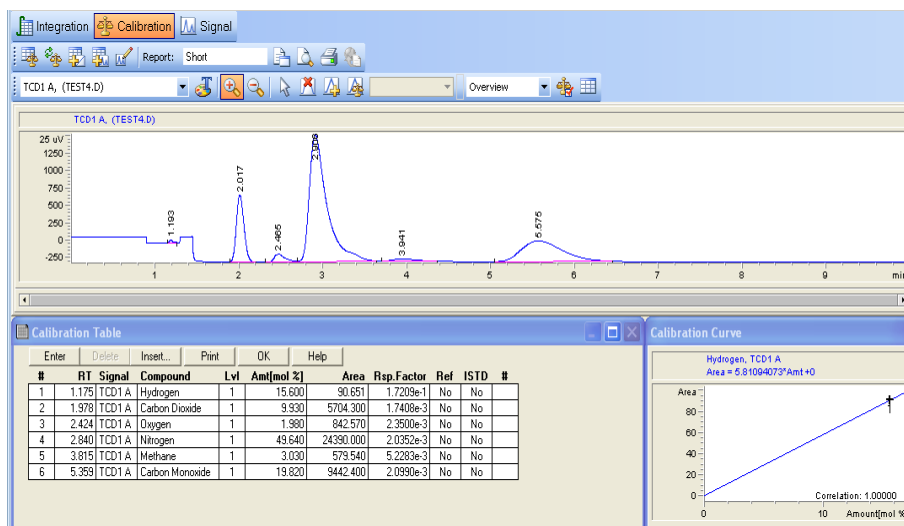 Integration Calibration Signal
Report: Short
TCD1 A, (TEST4.D) Overview
TCD1 A, (TEST4.D)
25 uV
1250
1000
750
500
250
0
-250
1.193
2.017
2.465
2.903
3.941
5.575
1 2 3 4 5 6 7 8 9 min
Calibration Table
Enter Delete Insert... Print OK Help
# RT Signal Compound Lvl Amt[mol %] Area Rsp.Factor Ref ISTD #
1 1.175 TCD1 A Hydrogen 1 15.600 90.651 1.7209e-1 No No
2 1.978 TCD1 A Carbon Dioxide 1 9.930 5704.300 1.7408e-3 No No
3 2.424 TCD1 A Oxygen 1 1.980 842.570 2.3500e-3 No No
4 2.840 TCD1 A Nitrogen 1 49.640 24390.000 2.0352e-3 No No
5 3.815 TCD1 A Methane 1 3.030 579.540 5.2283e-3 No No
6 5.359 TCD1 A Carbon Monoxide 1 19.820 9442.400 2.0990e-3 No No
Calibration Curve
Hydrogen, TCD1 A
Area = 5.81094073*Amt +0
Area
80
60
40
20
0
1
Correlation: 1.00000
0 10 Amount[mol %